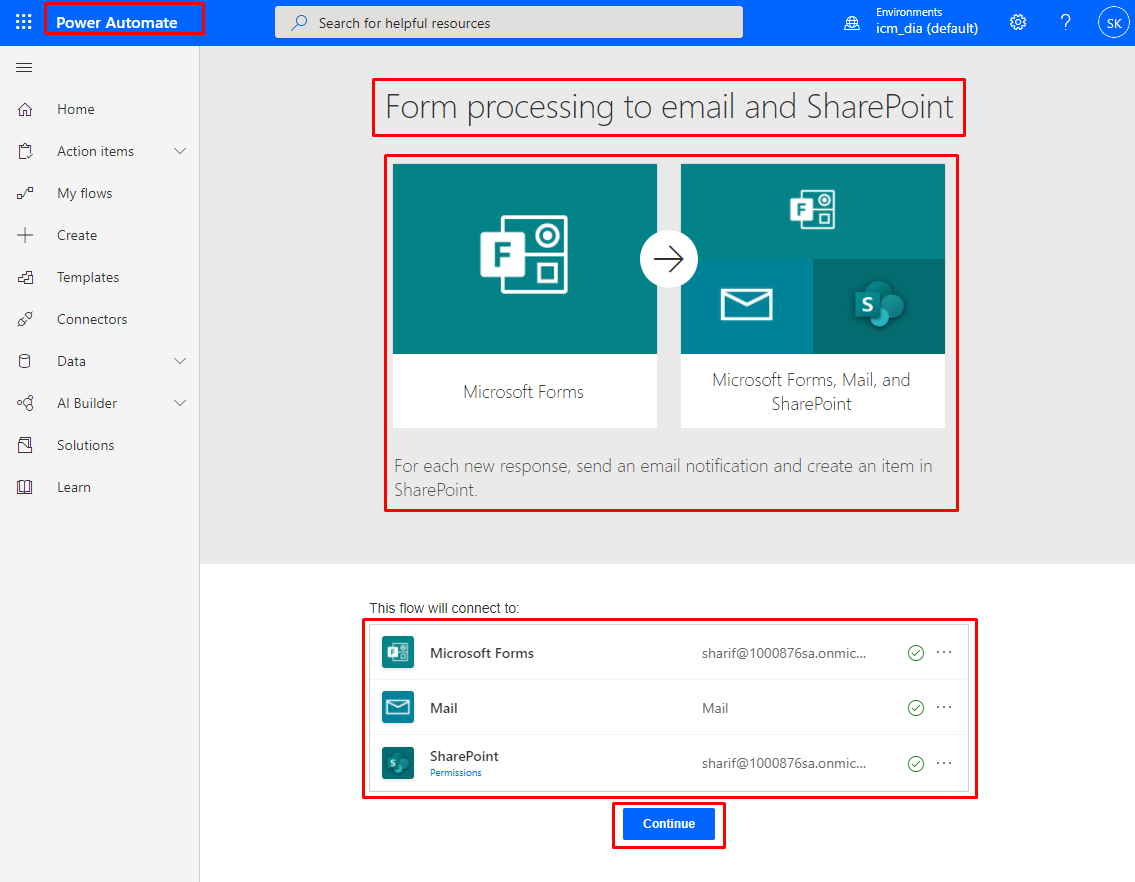 Power Automate
Search for helpful resources
Environments
icm_dia (default)
?
SK
Home
Action items
My flows
Create
Templates
Connectors
Data
AI Builder
Solutions
Learn
Form processing to email and SharePoint
F
F
S
Microsoft Forms
Microsoft Forms, Mail, and
SharePoint
For each new response, send an email notification and create an item in
SharePoint.
This flow will connect to:
Microsoft Forms sharif@1000876sa.onmic...
Mail Mail
SharePoint sharif@1000876sa.onmic...
Permissions
Continue